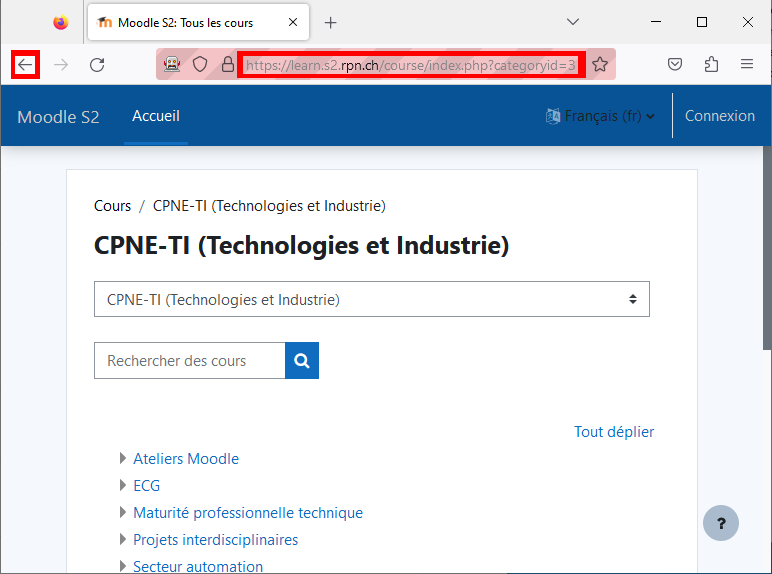 Moodle S2: Tous les cours
https://learn.s2.rpn.ch/course/index.php?categoryid=3
Moodle S2
Accueil
Français (fr)
Connexion
Cours / CPNE-TI (Technologies et Industrie)
CPNE-TI (Technologies et Industrie)
CPNE-TI (Technologies et Industrie)
Rechercher des cours
Tout déplier
Ateliers Moodle
ECG
Maturité professionnelle technique
Projets interdisciplinaires
?
Secteur automation